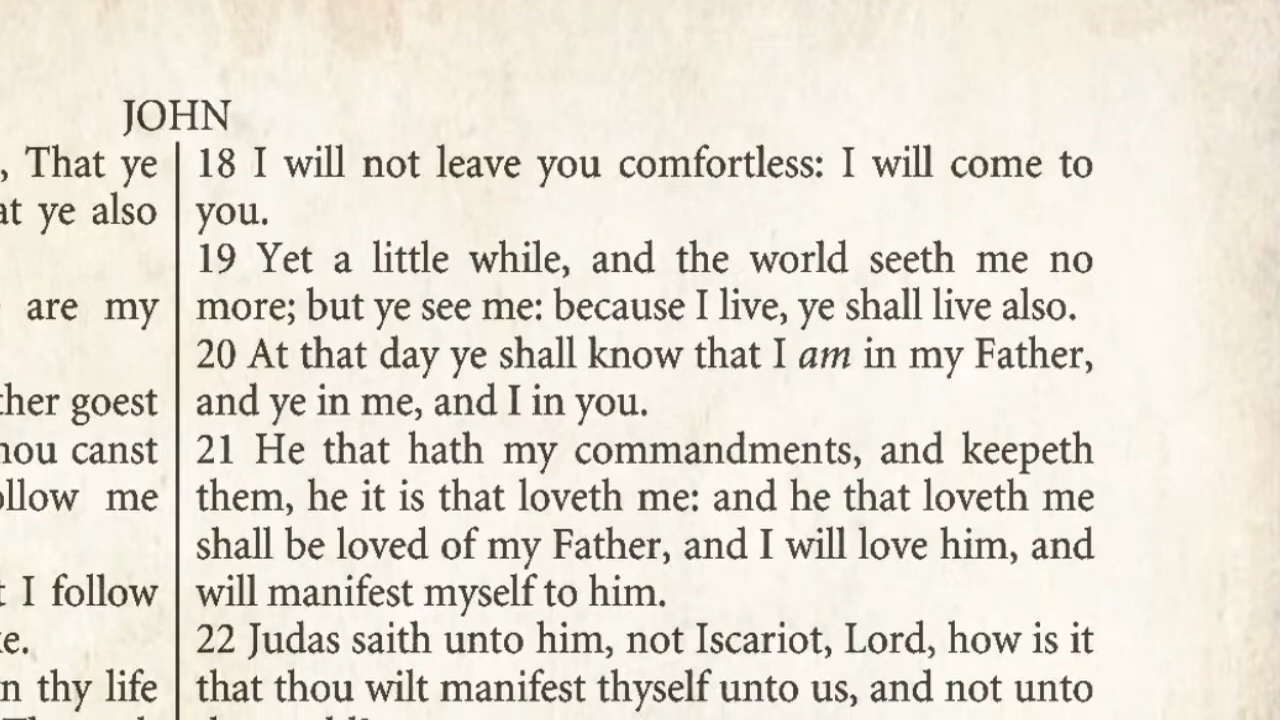 JOHN
, That ye
at ye also
are my
ther goest
hou canst
ollow me
t I follow
ke.
n thy life
18 I will not leave you comfortless: I will come to
you.
19 Yet a little while, and the world seeth me no
more; but ye see me: because I live, ye shall live also.
20 At that day ye shall know that I am in my Father,
and ye in me, and I in you.
21 He that hath my commandments, and keepeth
them, he it is that loveth me: and he that loveth me
shall be loved of my Father, and I will love him, and
will manifest myself to him.
22 Judas saith unto him, not Iscariot, Lord, how is it
that thou wilt manifest thyself unto us, and not unto